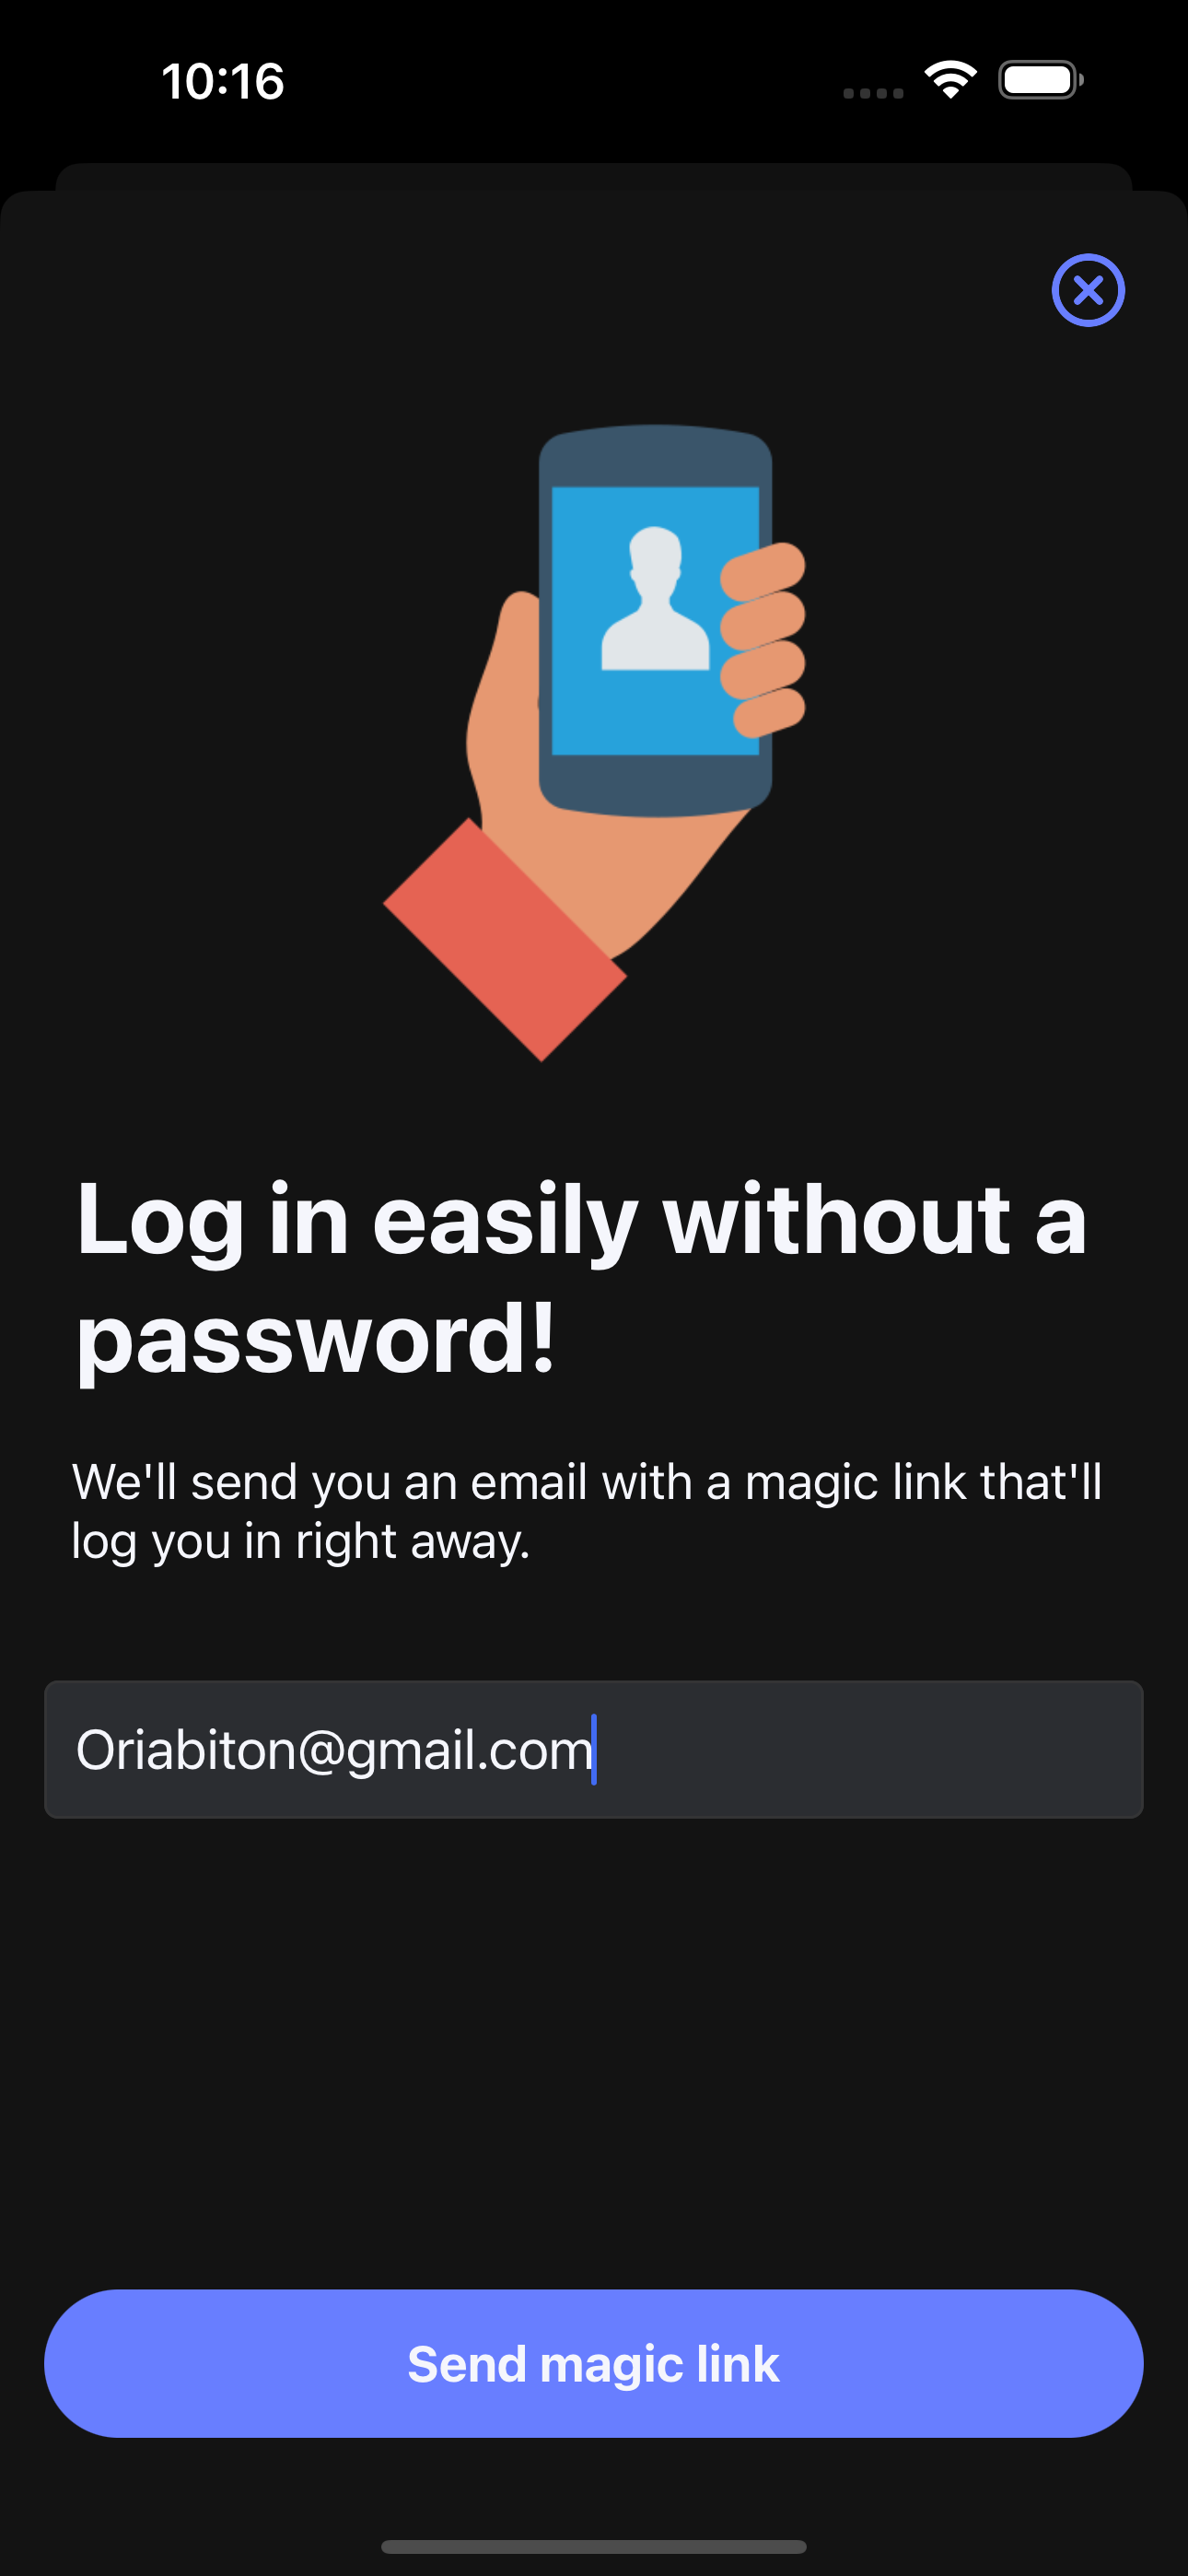 10:16
Log in easily without a
password!
We'll send you an email with a magic link that'll
log you in right away.
Oriabiton@gmail.com
Send magic link